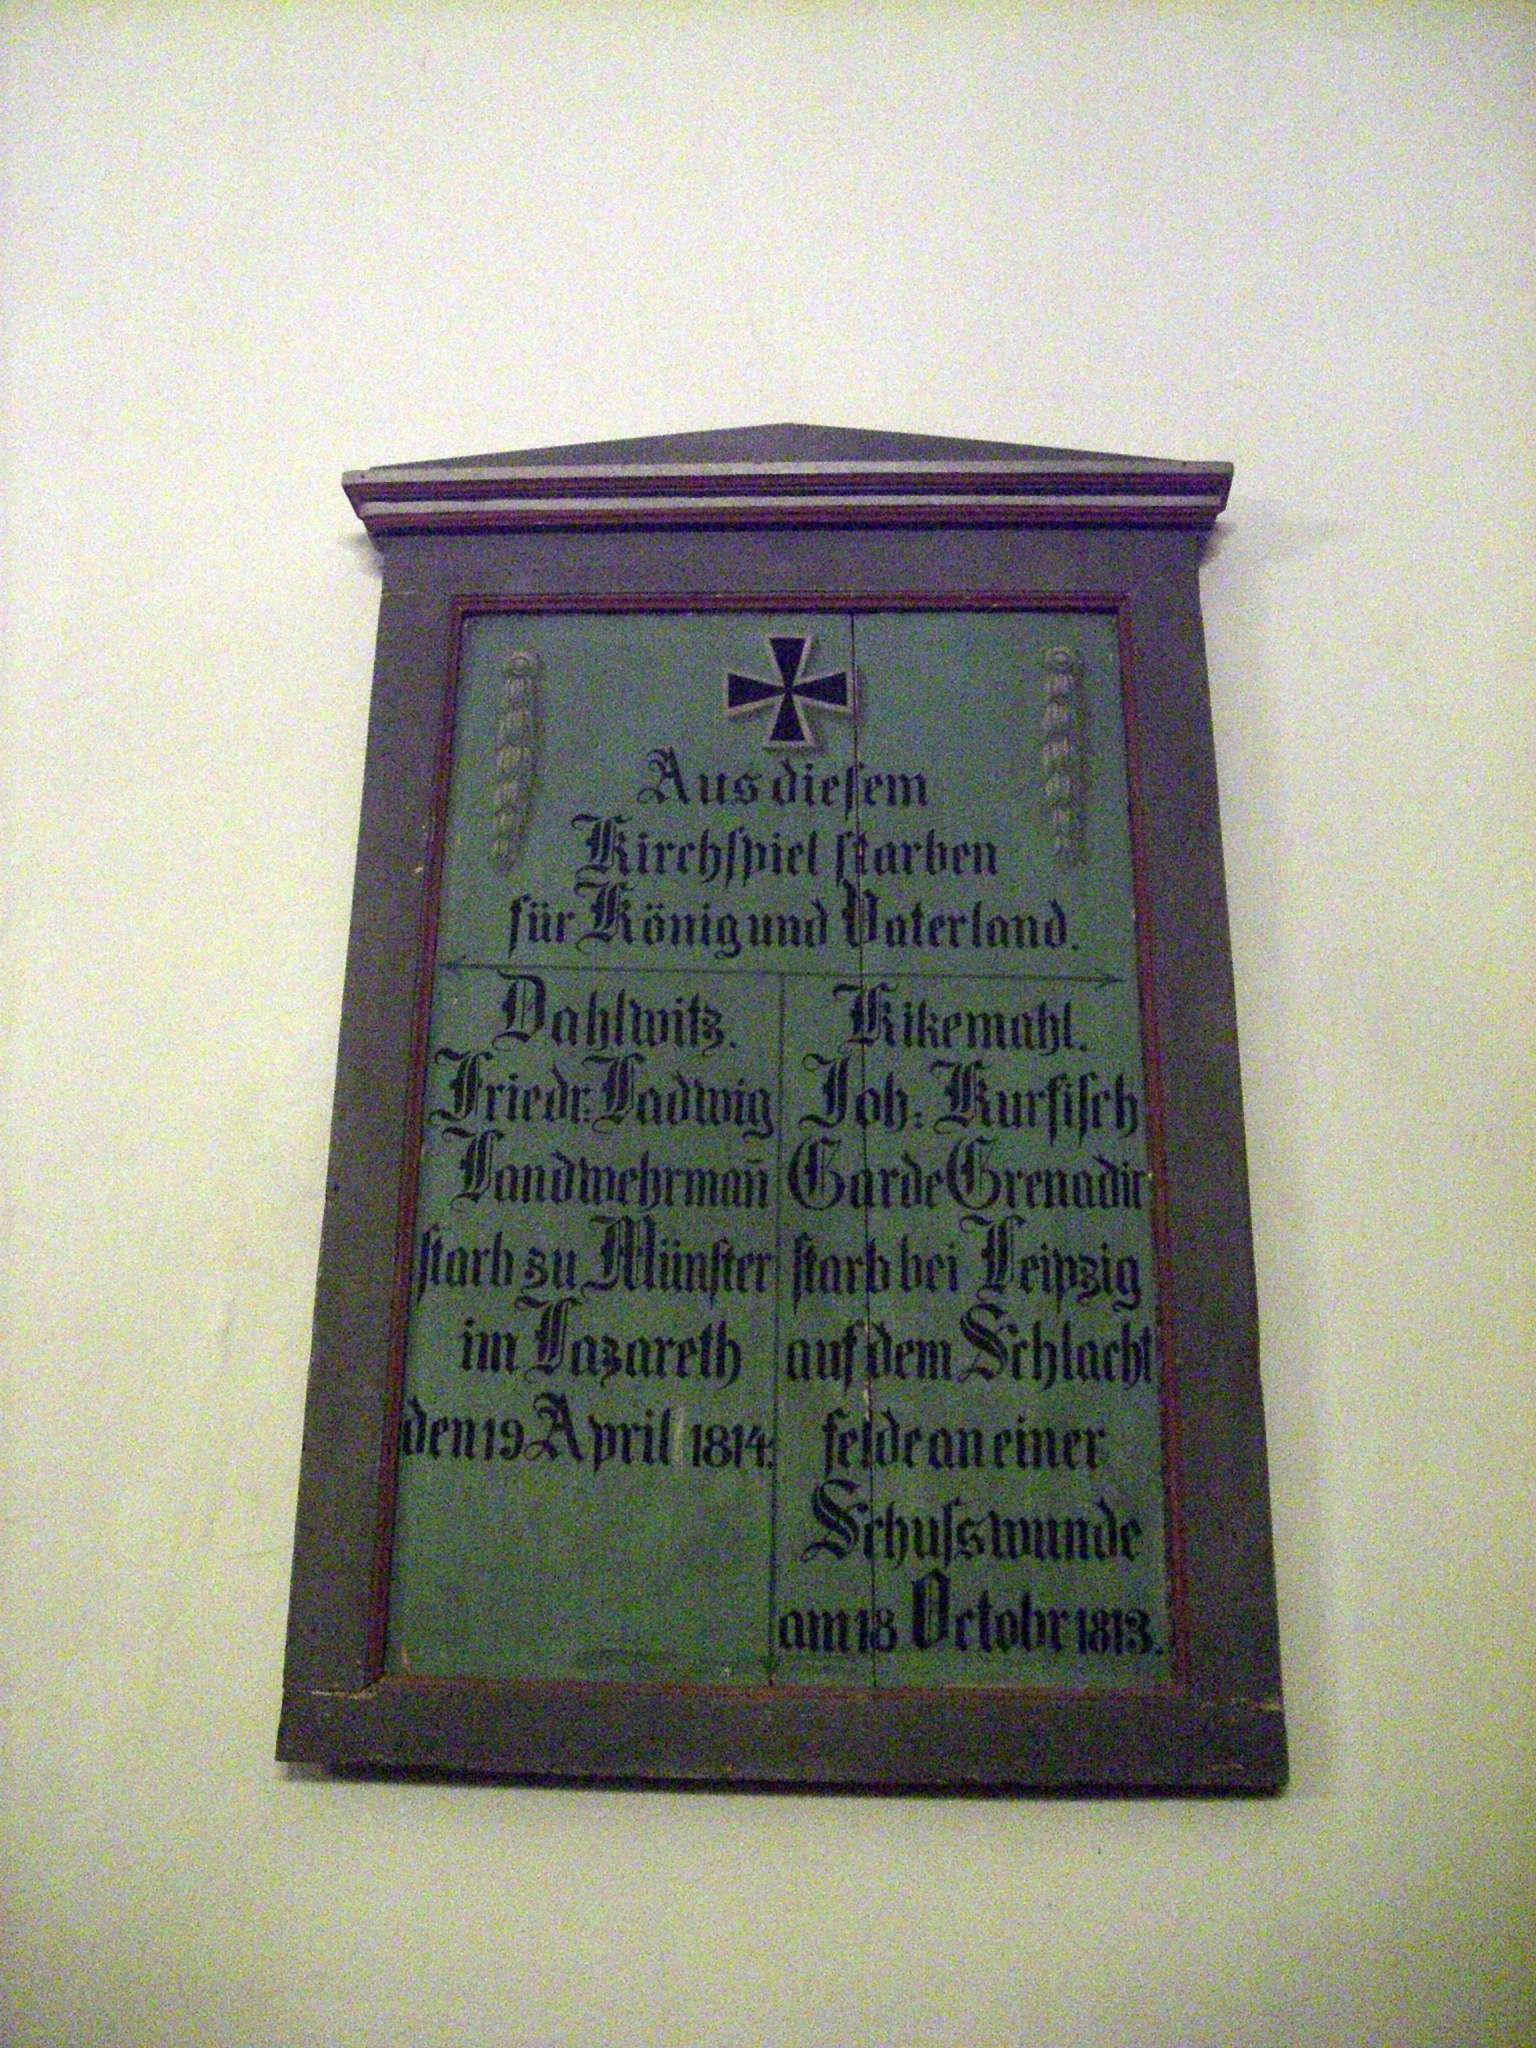 Aus diesem
Kirchspiel starben
für König und Vaterland.
Dahlwitz.
Friedr: Ladwig
Landwehrman̄
starb zu Münster
im Lazareth
den 19 April 1814.
Kikemahl.
Joh: Kurfisch
Garde Grenadir
starb bei Leipzig
auf dem Schlacht
felde an einer
Schusswunde
am 18 Octobr 1813.